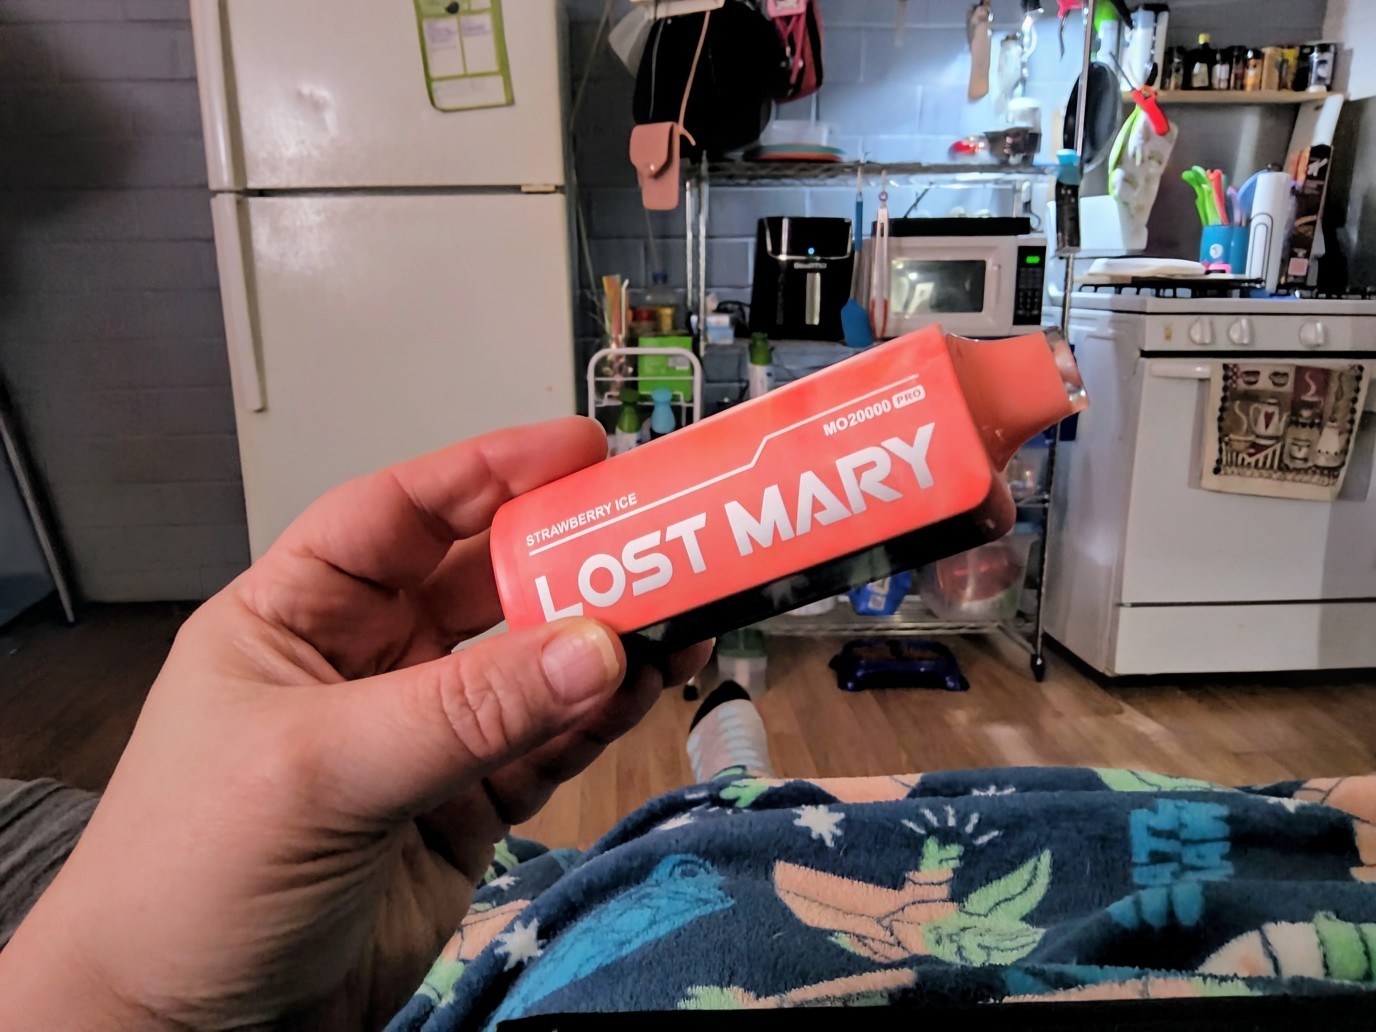 MO20000 PRO
STRAWBERRY ICE
LOST MARY